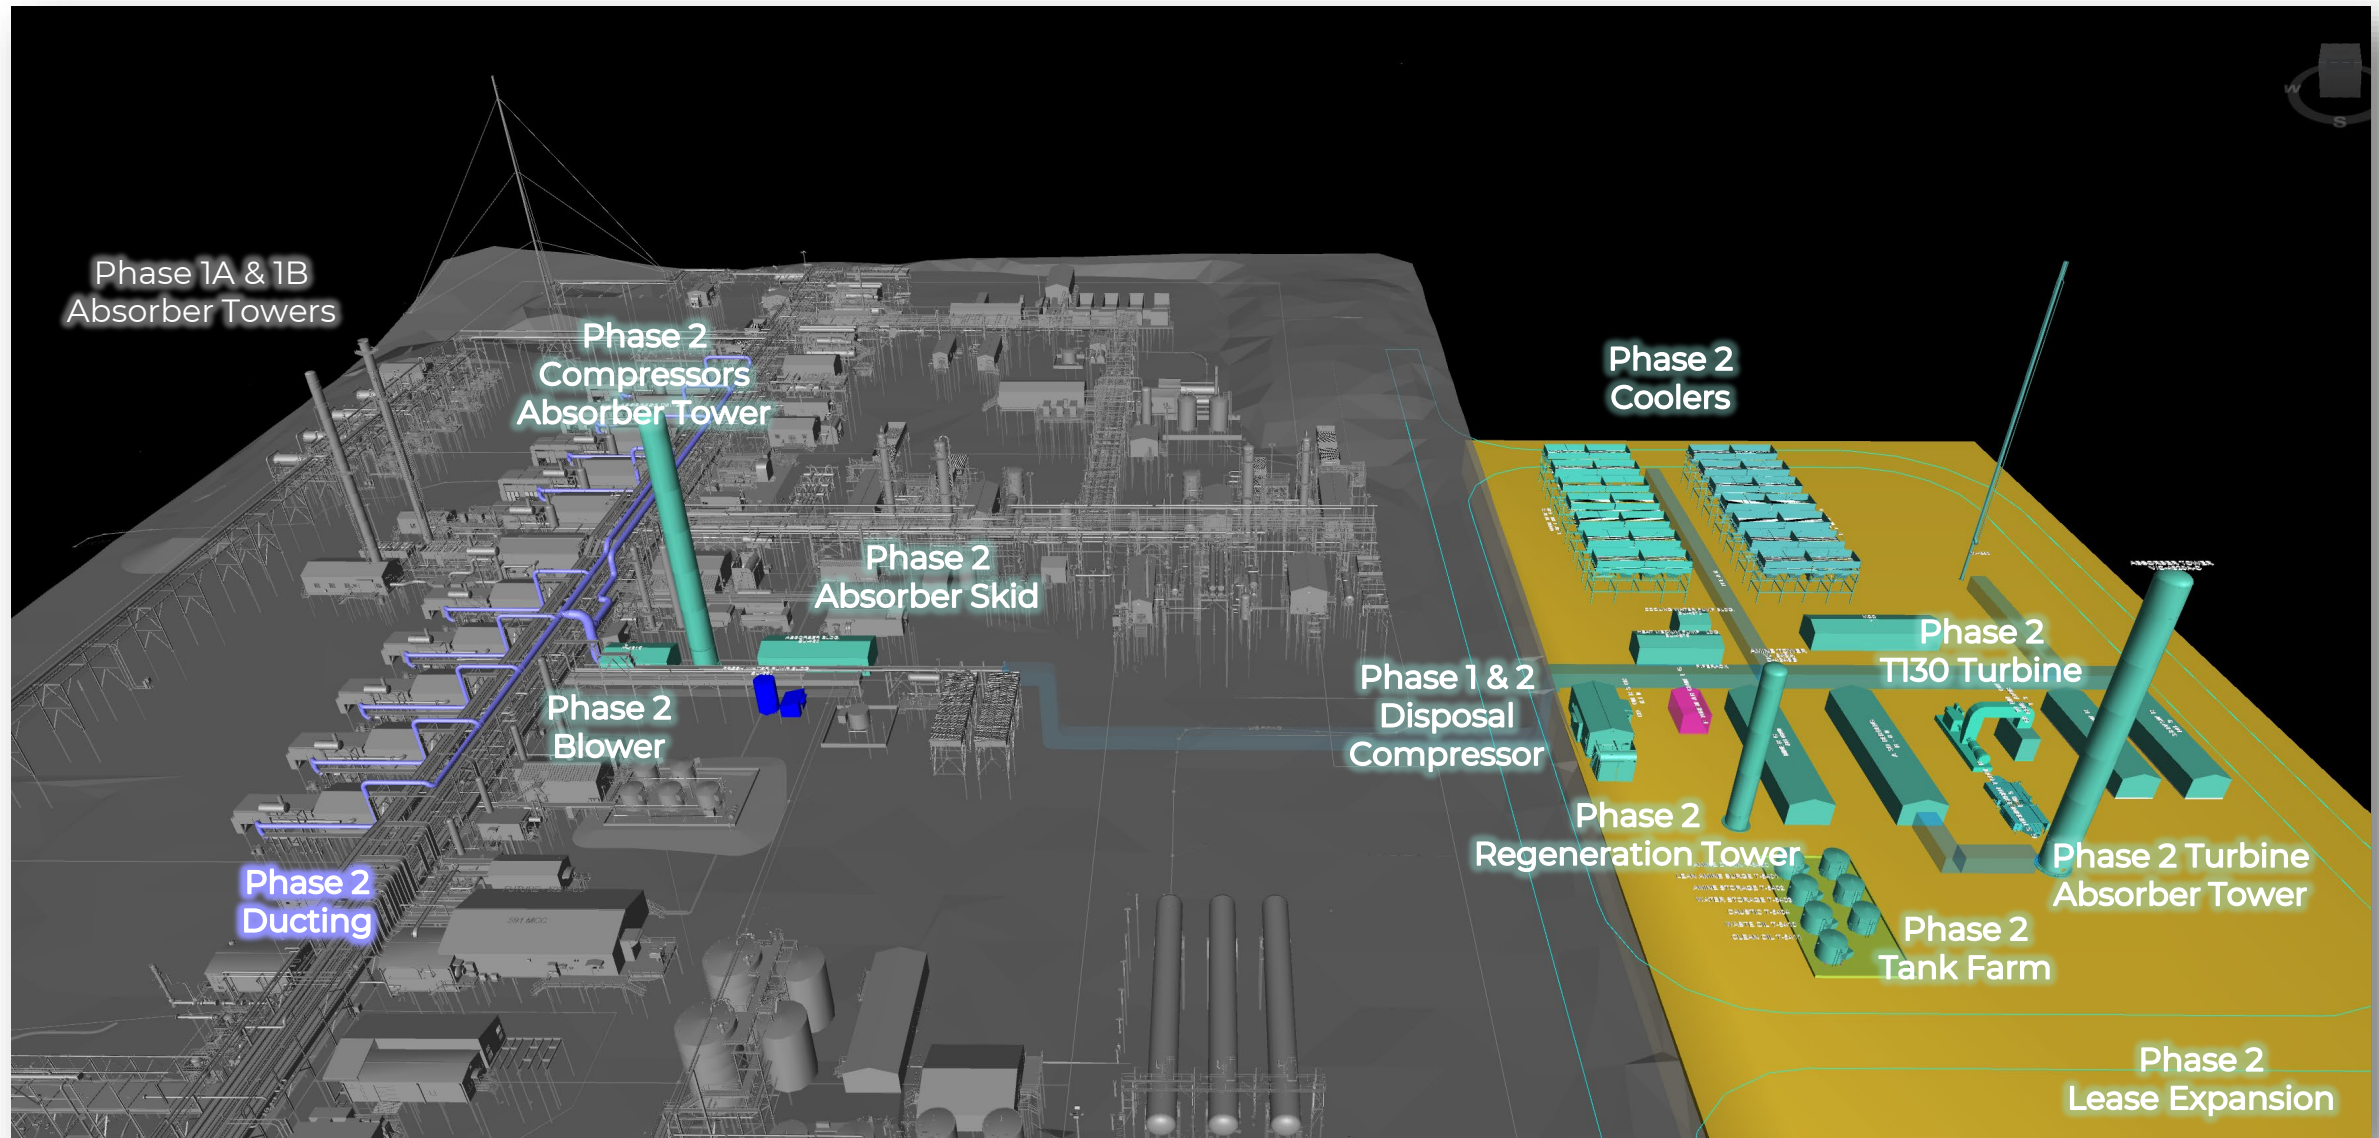 W
S
Phase 1A & 1B
Absorber Towers
Phase 2
Compressors
Absorber Tower
Phase 2
Coolers
Phase 2
Absorber Skid
Phase 2
T130 Turbine
Phase 1 & 2
Disposal
Compressor
Phase 2
Blower
Phase 2
Regeneration Tower
Phase 2 Turbine
Absorber Tower
Phase 2
Ducting
Phase 2
Tank Farm
Phase 2
Lease Expansion